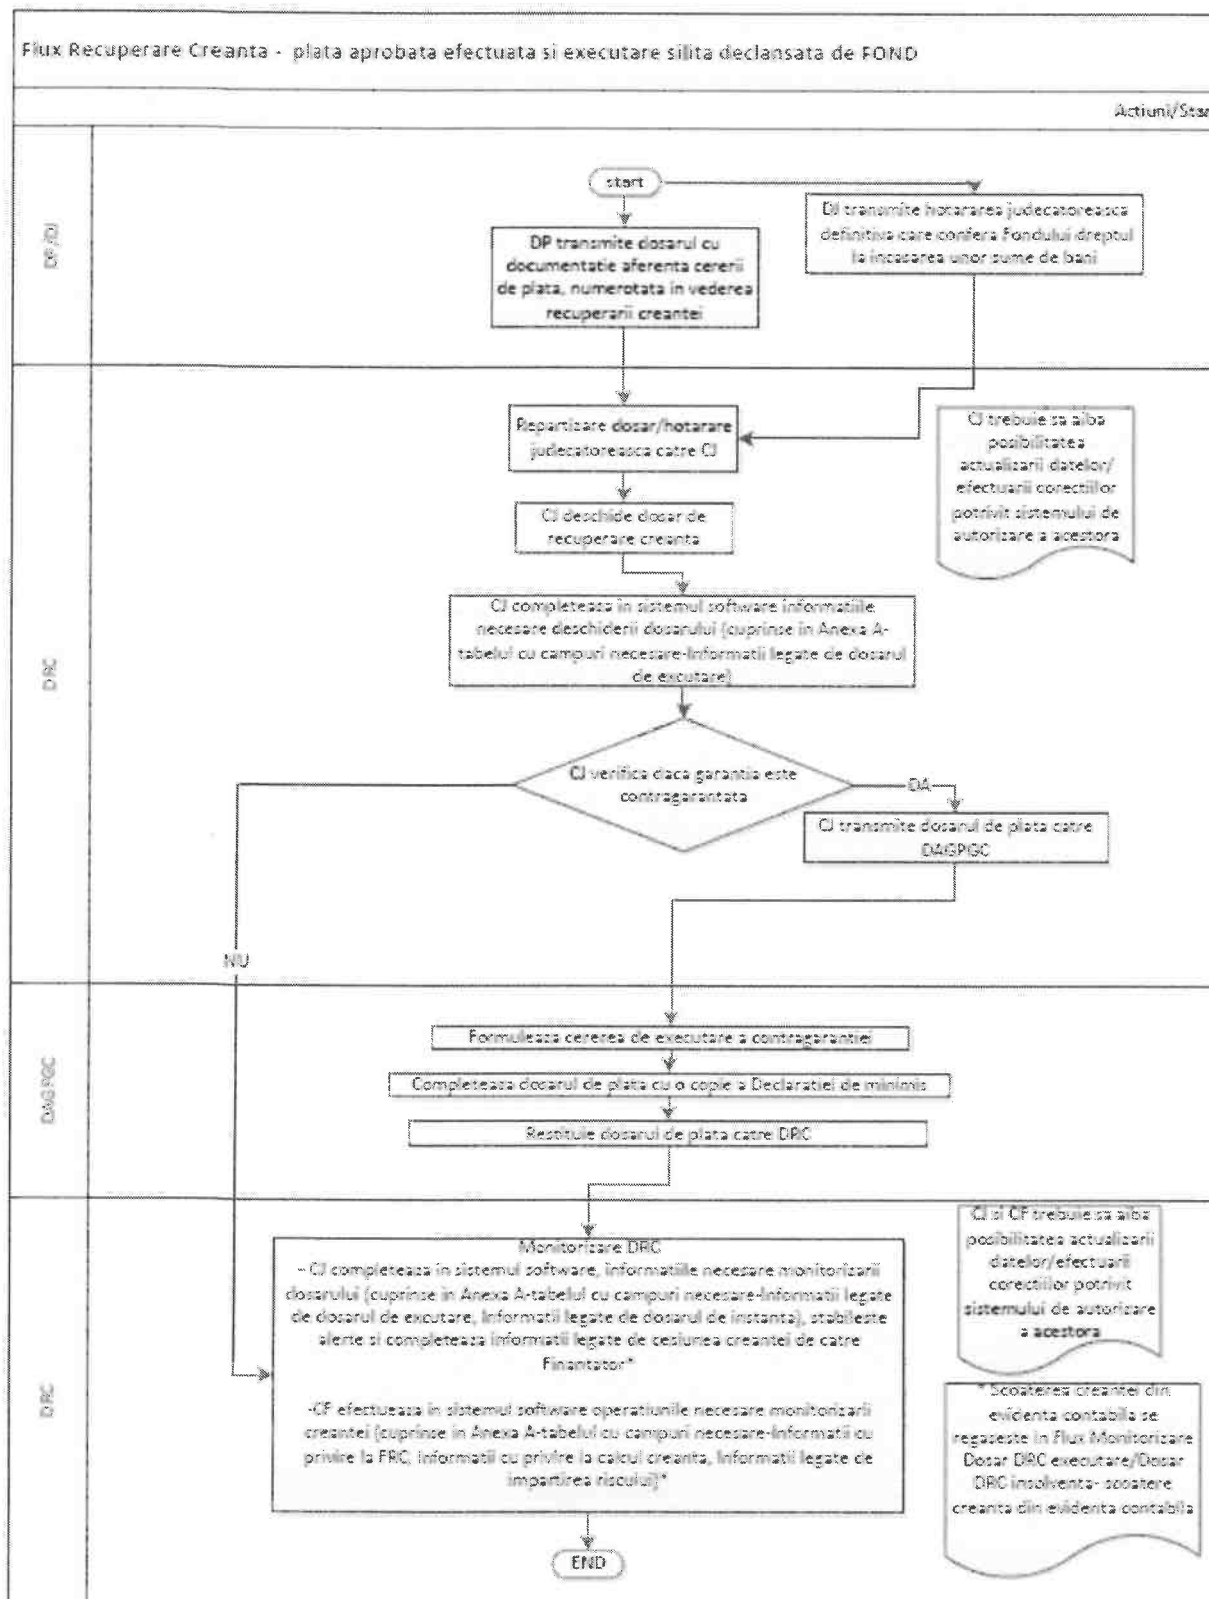 Flux Recuperare Creanta - plata aprobata efectuata si executare silita declansata de FOND
Actiuni/Star
DP/DJ
start
DP transmite dosarul cu
documentatie aferenta cererii
de plata, numerotata in vederea
recuperarii creantei
DJ transmite hotararea judecatoreasca
definitiva care confera Fondului dreptul
la incasarea unor sume de bani
DRC
Repartizare dosar/hotarare
judecatoreasca catre CJ
CJ trebuie sa aiba
posibilitatea
actualizarii datelor/
efectuarii corectiilor
potrivit sistemului de
autorizare a acestora
CJ deschide dosar de
recuperare creanta
CJ completeaza in sistemul software informatiile
necesare deschiderii dosarului (cuprinse in Anexa A-
tabelul cu campuri necesare-Informatii legate de dosarul
de excutare)
CJ verifica daca garantia este
contragarantata
DA
CJ transmite dosarul de plata catre
DAGPGC
NU
DAGPGC
Formuleaza cererea de executare a contragarantiei
Completeaza dosarul de plata cu o copie a Declaratiei de minimis
Restituie dosarul de plata catre DRC
DRC
Monitorizare DRC
- CJ completeaza in sistemul software, informatiile necesare monitorizarii
dosarului (cuprinse in Anexa A-tabelul cu campuri necesare-Informatii legate
de dosarul de excutare, Informatii legate de dosarul de instanta), stabileste
alerte si completeaza informatii legate de cesiunea creantei de catre
Finantator*
-CF efectueaza in sistemul software operatiunile necesare monitorizarii
creantei (cuprinse in Anexa A-tabelul cu campuri necesare-Informatii cu
privire la FRC, Informatii cu privire la calcul creanta, Informatii legate de
impartirea riscului)*
CJ si CF trebuie sa aiba
posibilitatea actualizarii
datelor/efectuarii
corectiilor potrivit
sistemului de autorizare
a acestora
* Scoaterea creantei din
evidenta contabila se
regaseste in Flux Monitorizare
Dosar DRC executare/Dosar
DRC insolventa- scoatere
creanta din evidenta contabila
END